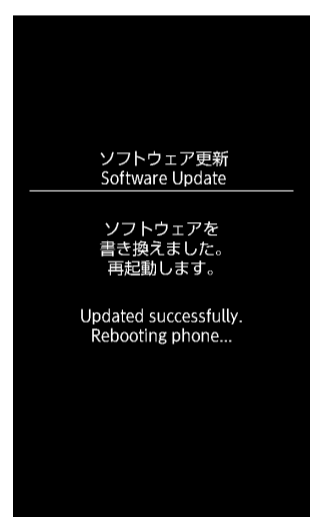 ソフトウェア更新
Software Update
ソフトウェアを
書き換えました。
再起動します。
Updated successfully.
Rebooting phone...